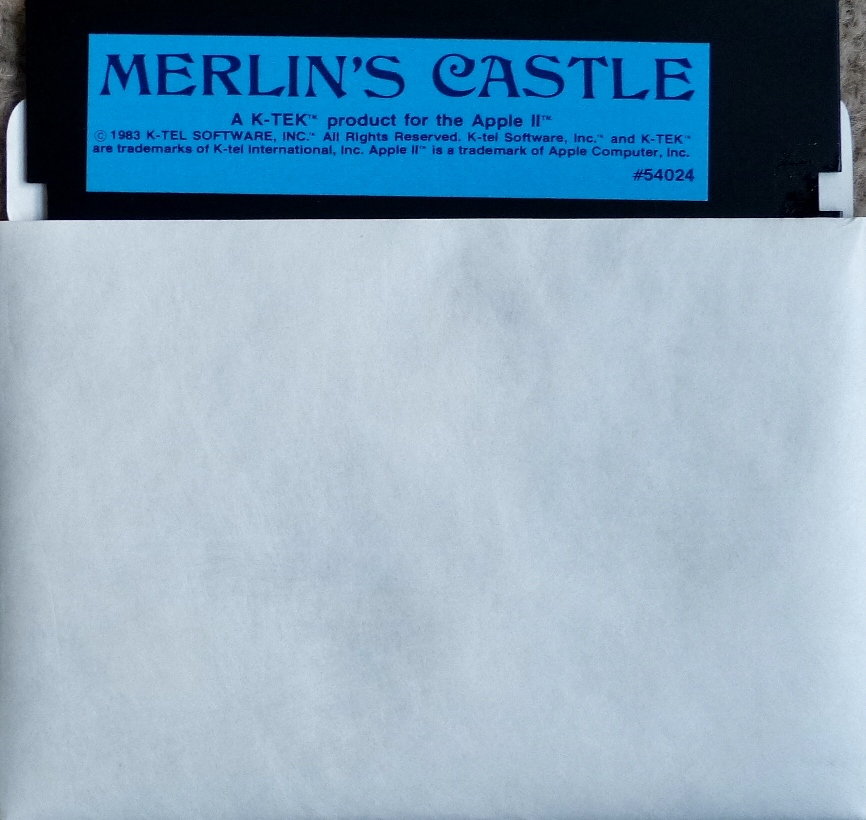 MERLIN'S CASTLE
A K-TEK™ product for the Apple II™
© 1983 K-TEL SOFTWARE, INC.™ All Rights Reserved. K-tel Software, Inc.™ and K-TEK™
are trademarks of K-tel International, Inc. Apple II™ is a trademark of Apple Computer, Inc.
#54024